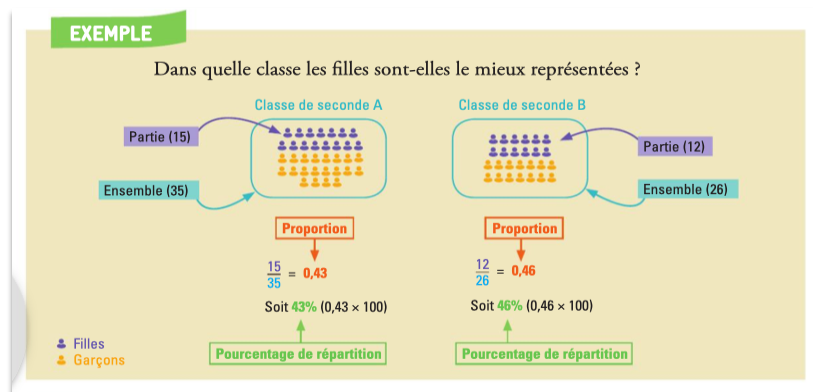 EXEMPLE
Dans quelle classe les filles sont-elles le mieux représentées ?
Classe de seconde A
Partie (15)
Ensemble (35)
Proportion
15
35
= 0,43
Soit 43% (0,43 × 100)
Pourcentage de répartition
Classe de seconde B
Partie (12)
Ensemble (26)
Proportion
12
26
= 0,46
Soit 46% (0,46 × 100)
Pourcentage de répartition
Filles
Garçons